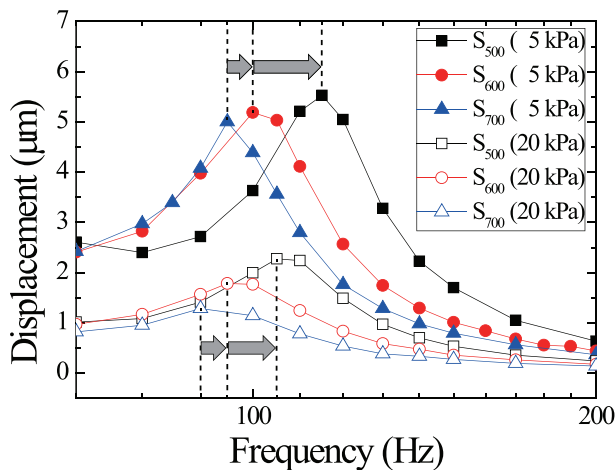 7
6
5
4
3
2
1
0
Displacement (μm)
S500 ( 5 kPa)
S600 ( 5 kPa)
S700 ( 5 kPa)
S500 (20 kPa)
S600 (20 kPa)
S700 (20 kPa)
100 200
Frequency (Hz)